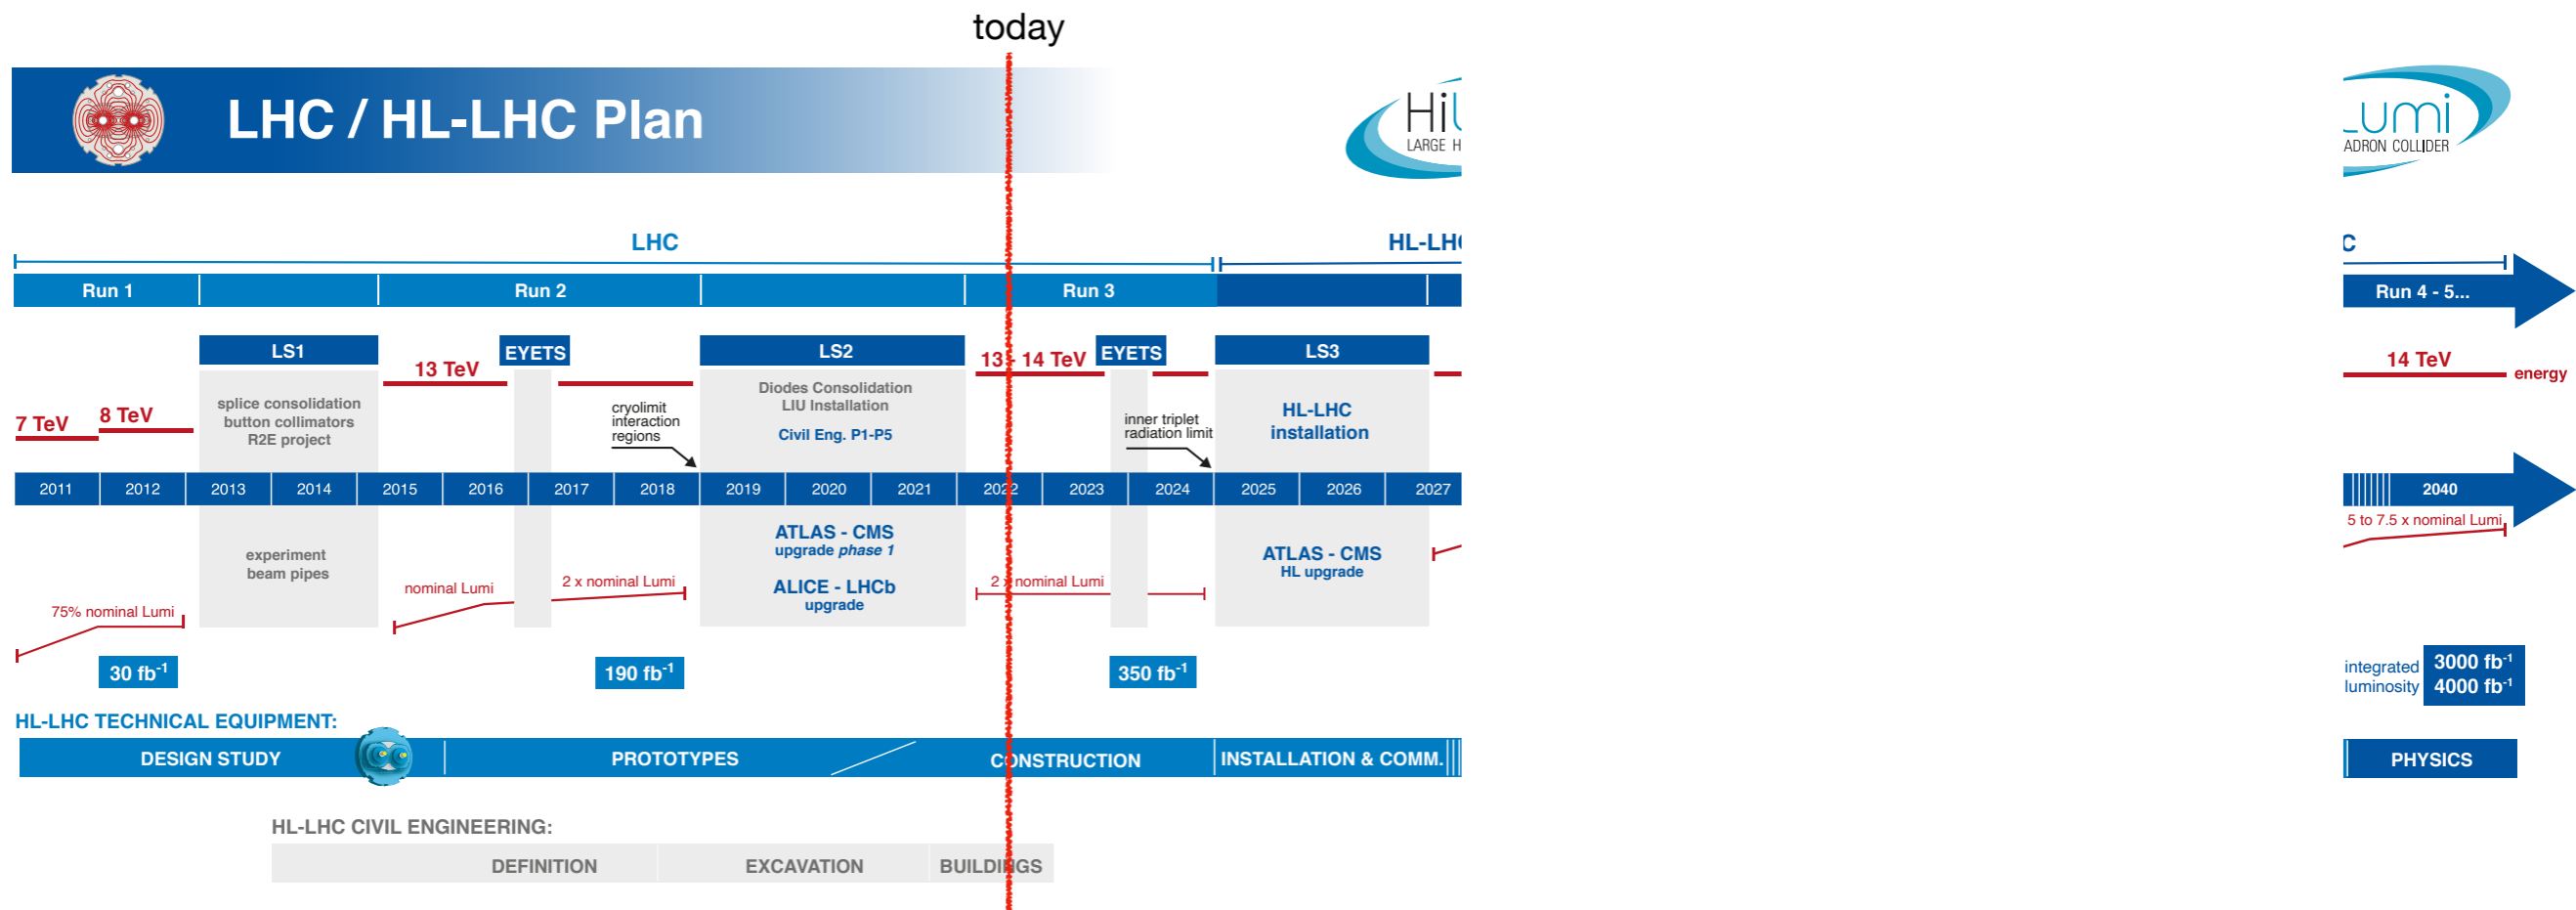 today
LHC / HL-LHC Plan
HiL
LARGE H
LUMI
ADRON COLLIDER
LHC
HL-LHC
C
Run 1
Run 2
Run 3
Run 4 - 5...
LS1
EYETS
LS2
13 - 14 TeV
EYETS
LS3
13 TeV
14 TeV
energy
7 TeV
8 TeV
splice consolidation
button collimators
R2E project
cryolimit
interaction
regions
Diodes Consolidation
LIU Installation
Civil Eng. P1-P5
inner triplet
radiation limit
HL-LHC
installation
2011
2012
2013
2014
2015
2016
2017
2018
2019
2020
2021
2022
2023
2024
2025
2026
2027
2040
5 to 7.5 x nominal Lumi
experiment
beam pipes
ATLAS - CMS
upgrade phase 1
ALICE - LHCb
upgrade
ATLAS - CMS
HL upgrade
75% nominal Lumi
nominal Lumi
2 x nominal Lumi
2 x nominal Lumi
30 fb-1
190 fb-1
350 fb-1
integrated
luminosity
3000 fb-1
4000 fb-1
HL-LHC TECHNICAL EQUIPMENT:
DESIGN STUDY
PROTOTYPES
CONSTRUCTION
INSTALLATION & COMM.
PHYSICS
HL-LHC CIVIL ENGINEERING:
DEFINITION
EXCAVATION
BUILDINGS